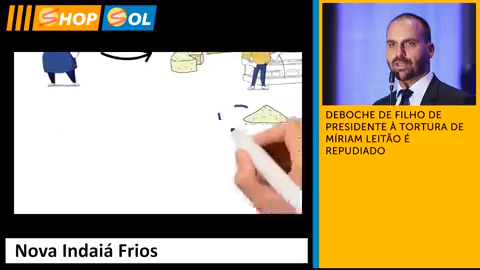 SHOP SOL
DEBOCHE DE FILHO DE
PRESIDENTE À TORTURA DE
MÍRIAM LEITÃO É
REPUDIADO
Nova Indaiá Frios